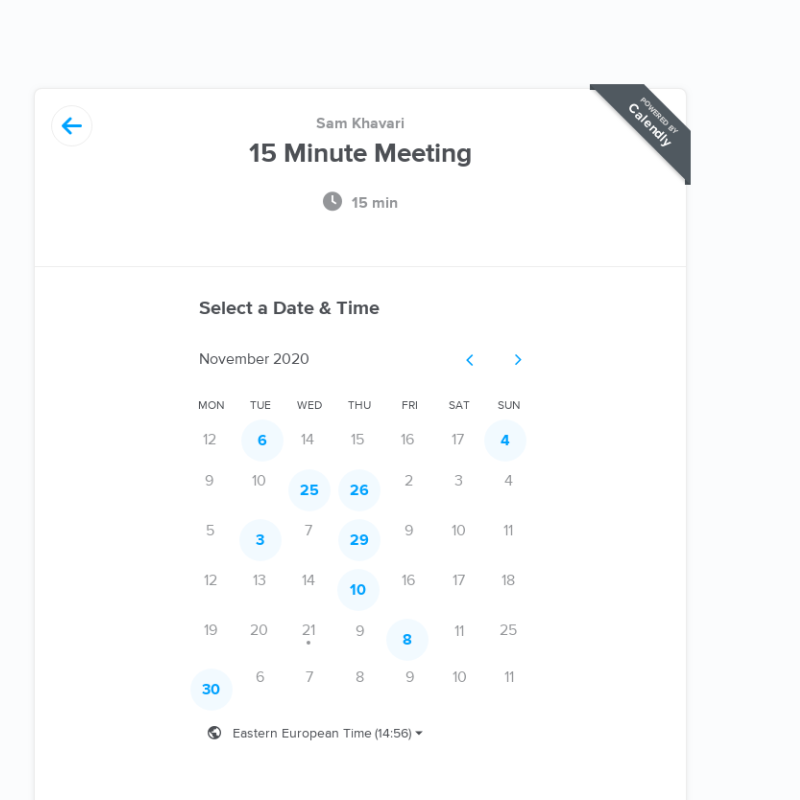 POWERED BY
Calendly
Sam Khavari
15 Minute Meeting
15 min
Select a Date & Time
November 2020
MON TUE WED THU FRI SAT SUN
12 6 14 15 16 17 4
9 10 25 26 2 3 4
5 3 7 29 9 10 11
12 13 14 10 16 17 18
19 20 21 9 8 11 25
30 6 7 8 9 10 11
Eastern European Time (14:56)